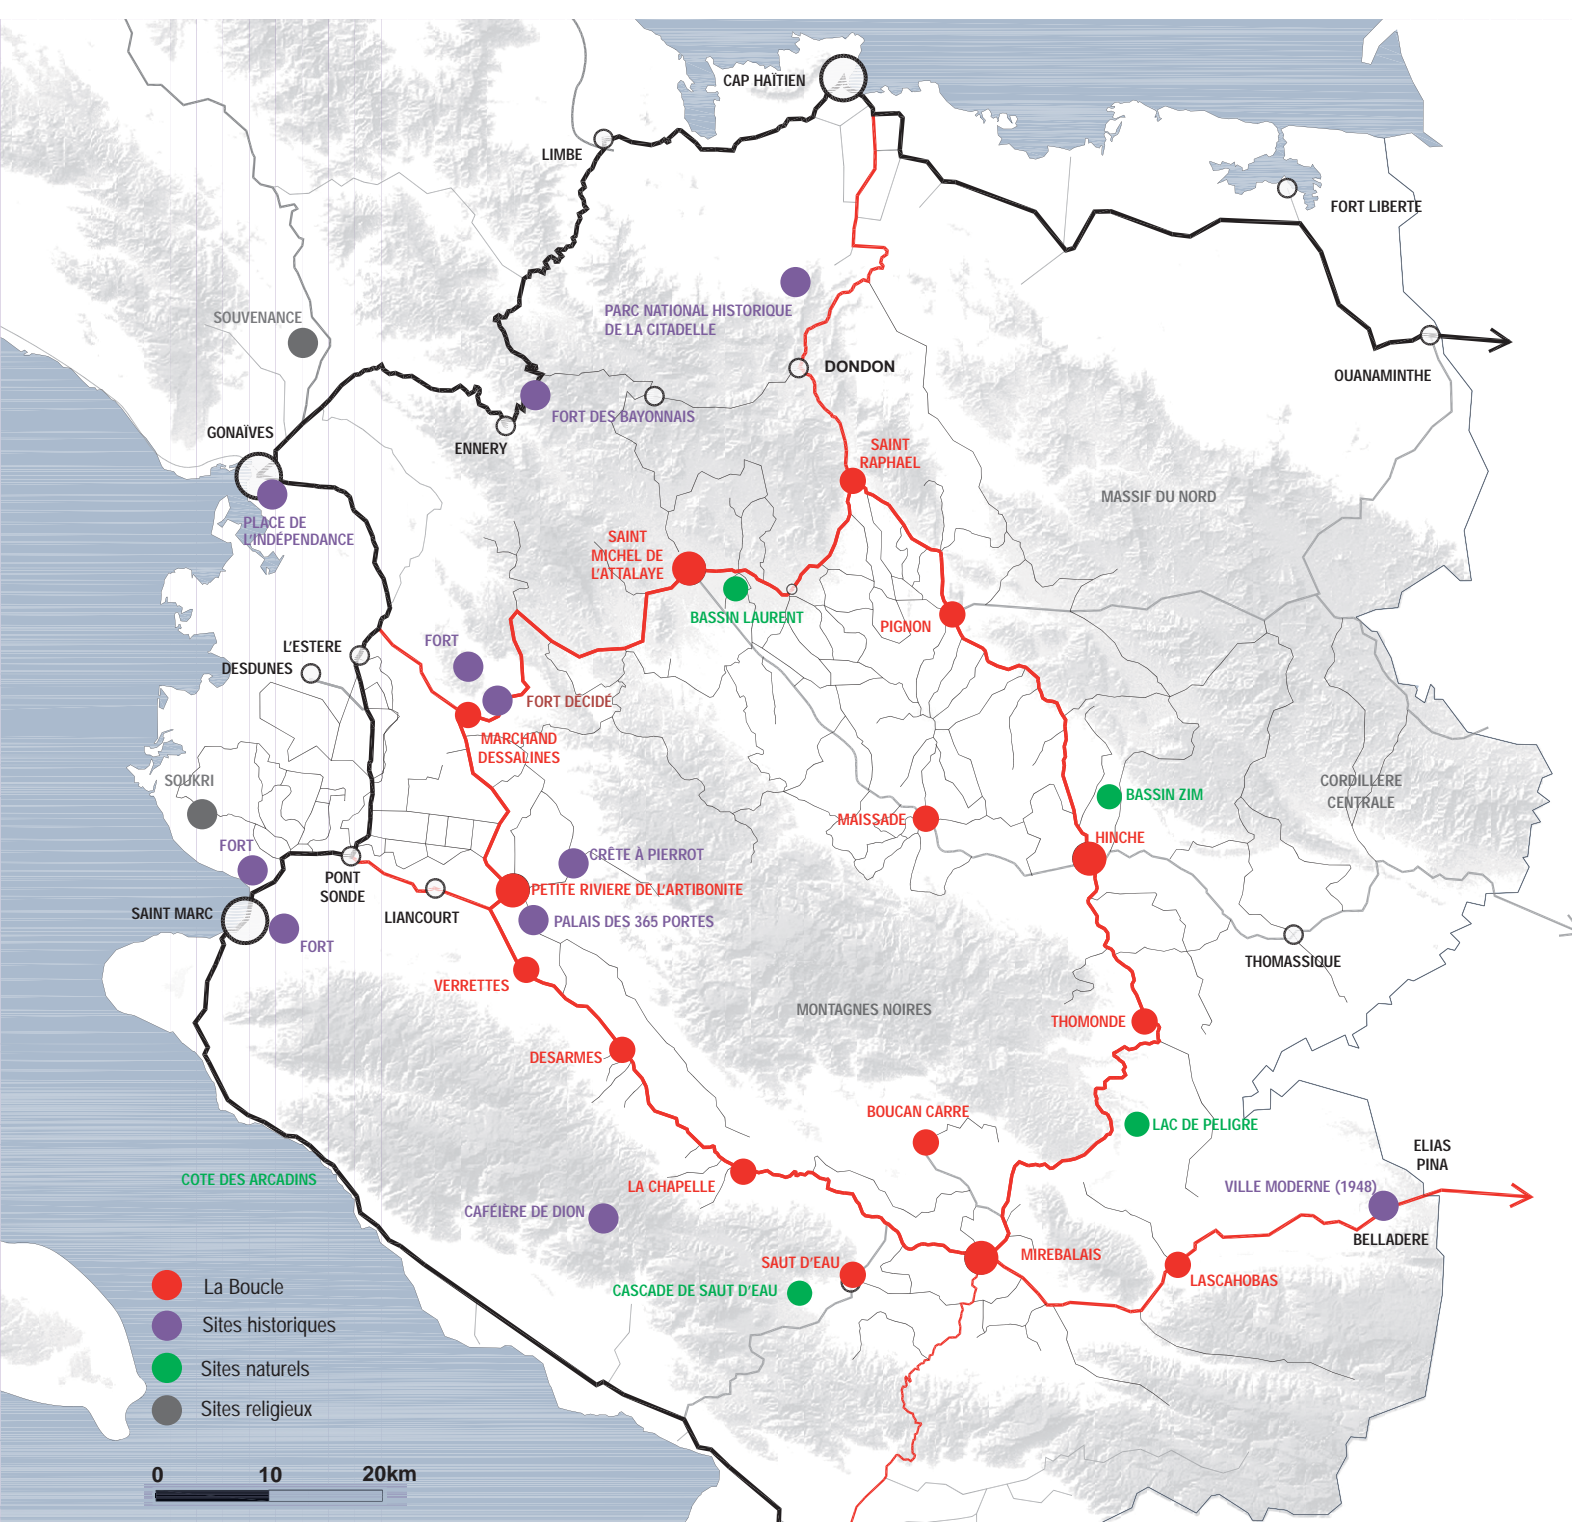 CAP HAÏTIEN
LIMBE
FORT LIBERTE
SOUVENANCE
PARC NATIONAL HISTORIQUE
DE LA CITADELLE
DONDON
OUANAMINTHE
FORT DES BAYONNAIS
GONAÏVES
ENNERY
SAINT
RAPHAEL
MASSIF DU NORD
PLACE DE
L'INDÉPENDANCE
SAINT
MICHEL DE
L'ATTALAYE
BASSIN LAURENT
PIGNON
FORT
L'ESTERE
DESDUNES
FORT DÉCIDÉ
MARCHAND
DESSALINES
SOUKRI
CORDILLERE
CENTRALE
BASSIN ZIM
MAISSADE
HINCHE
FORT
CRÊTE À PIERROT
PONT
SONDE
PETITE RIVIERE DE L'ARTIBONITE
SAINT MARC
LIANCOURT
PALAIS DES 365 PORTES
FORT
THOMASSIQUE
VERRETTES
MONTAGNES NOIRES
THOMONDE
DESARMES
BOUCAN CARRE
LAC DE PELIGRE
ELIAS
PINA
COTE DES ARCADINS
LA CHAPELLE
VILLE MODERNE (1948)
CAFÉIÈRE DE DION
BELLADERE
SAUT D'EAU
MIREBALAIS
LASCAHOBAS
CASCADE DE SAUT D'EAU
La Boucle
Sites historiques
Sites naturels
Sites religieux
0 10 20km